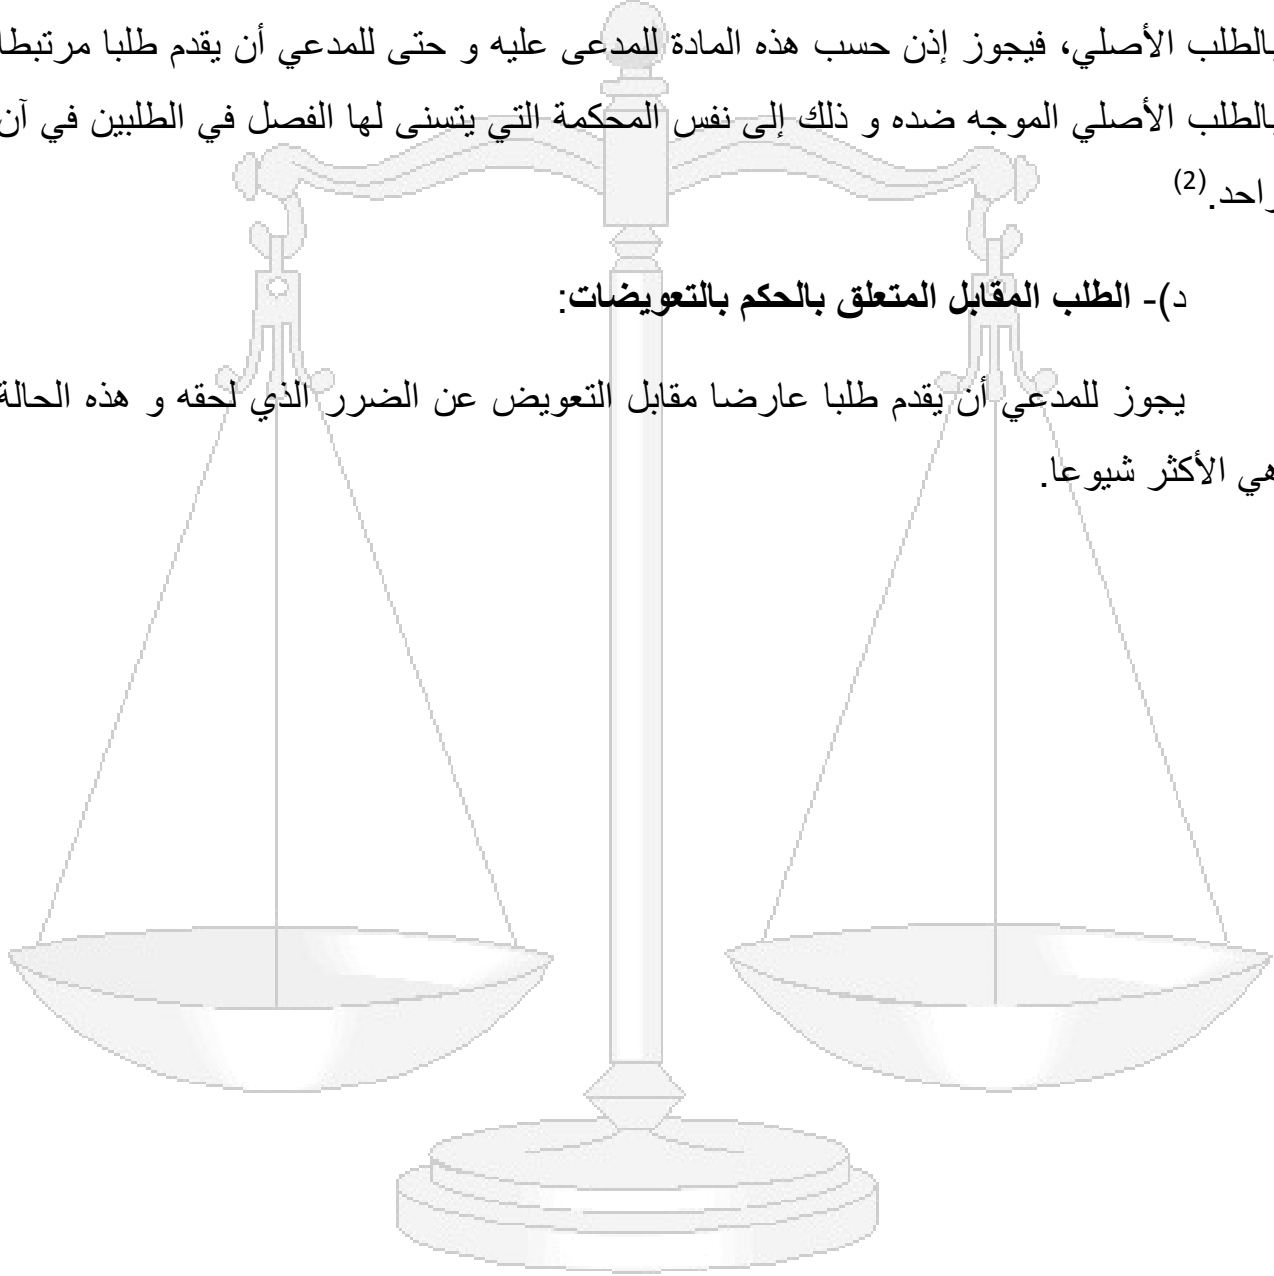 بالطلب الأصلي، فيجوز إذن حسب هذه المادة للمدعى عليه و حتى للمدعي أن يقدم طلبا مرتبطا
بالطلب الأصلي الموجه ضده و ذلك إلى نفس المحكمة التي يتسنى لها الفصل في الطلبين في آن
واحد.(2)
د)- الطلب المقابل المتعلق بالحكم بالتعويضات:
يجوز للمدعي أن يقدم طلبا عارضا مقابل التعويض عن الضرر الذي لحقه و هذه الحالة
هي الأكثر شيوعا.